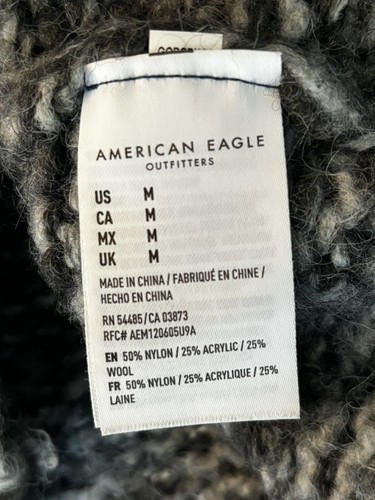 AMERICAN EAGLE
OUTFITTERS
US M
CA M
MX M
UK M
MADE IN CHINA / FABRIQUÉ EN CHINE /
HECHO EN CHINA
RN 54485/CA 03873
RFC# AEM120605U9A
EN 50% NYLON / 25% ACRYLIC / 25%
WOOL
FR 50% NYLON / 25% ACRYLIQUE / 25%
LAINE